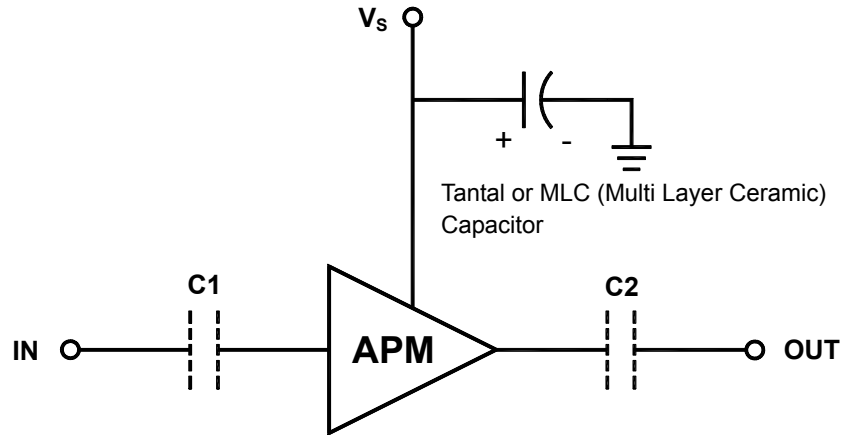 Vs
+ -
Tantal or MLC (Multi Layer Ceramic)
Capacitor
C1
C2
IN
APM
OUT